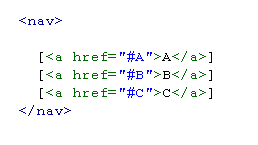 <nav>
[<a href="#A">A</a>]
[<a href="#B">B</a>]
[<a href="#C">C</a>]
</nav>